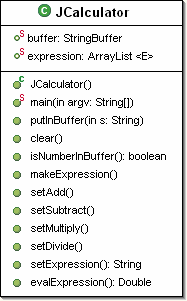 C JCalculator
S buffer: StringBuffer
S expression: ArrayList <E>
C JCalculator()
S main(in argv: String[])
putInBuffer(in s: String)
clear()
isNumberInBuffer(): boolean
makeExpression()
setAdd()
setSubtract()
setMultiply()
setDivide()
setExpression(): String
evalExpression(): Double